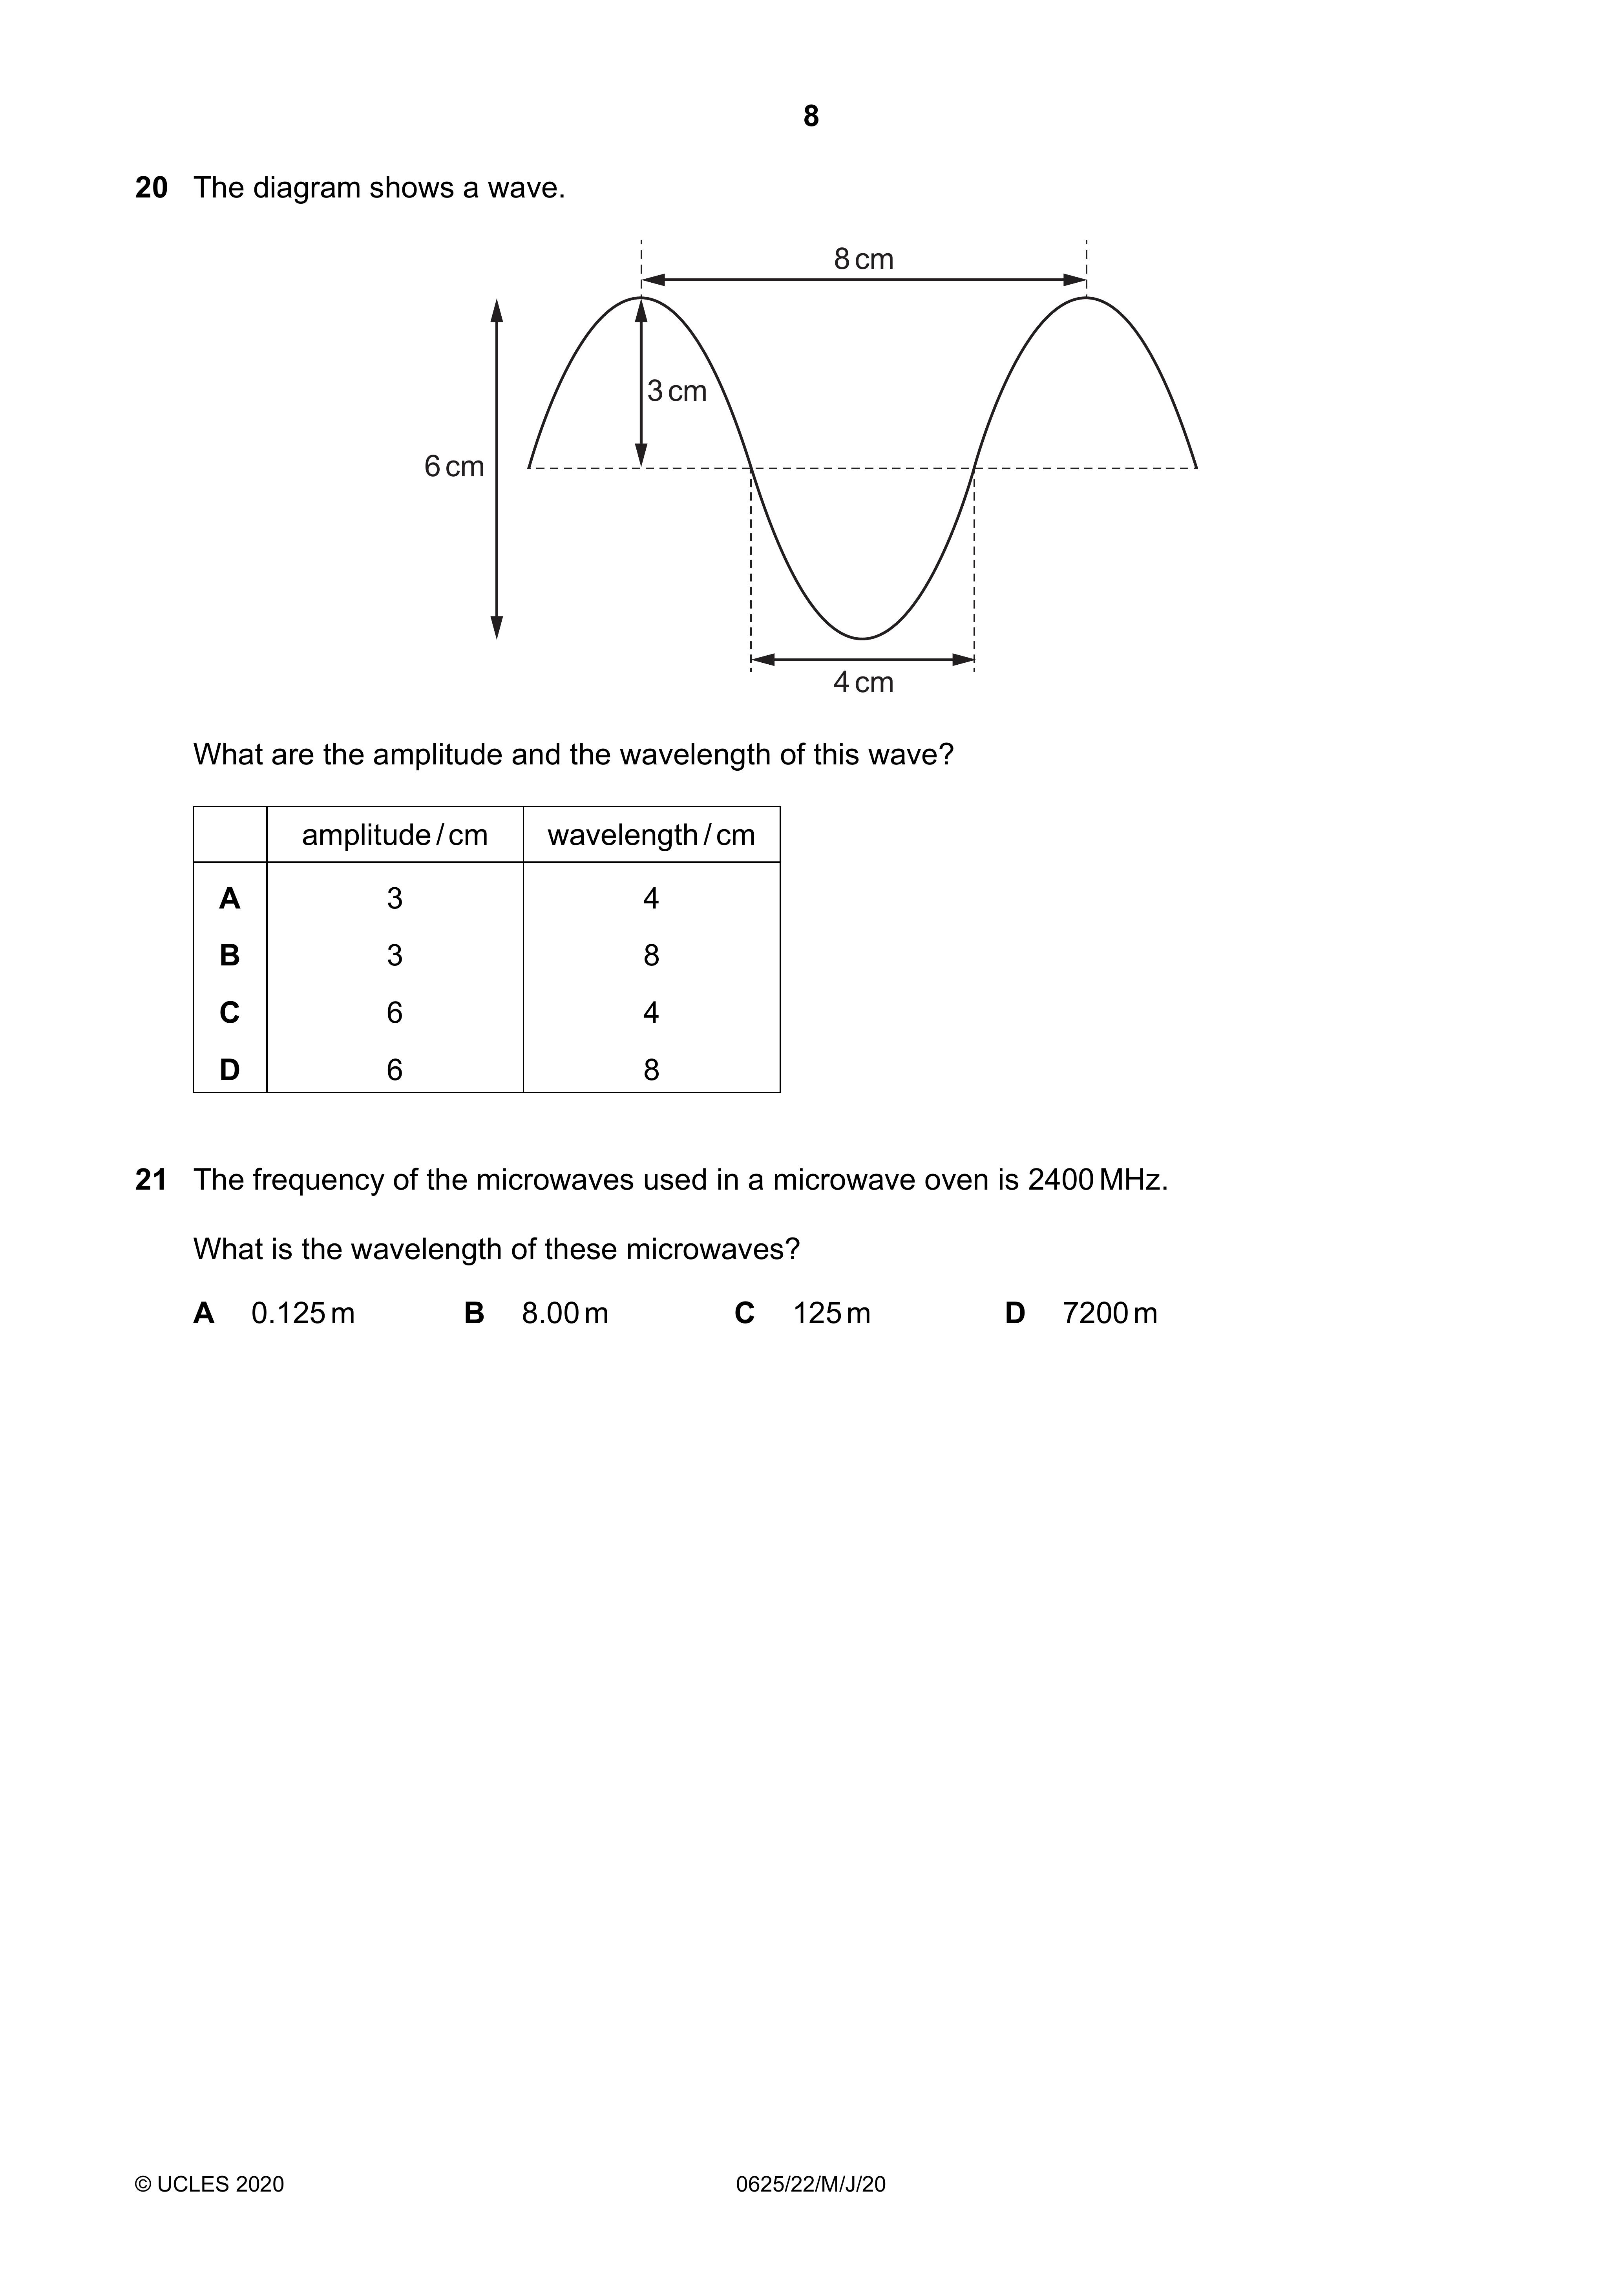 8
20 The diagram shows a wave.
8 cm
3 cm
6 cm
4 cm
What are the amplitude and the wavelength of this wave?
amplitude / cm wavelength / cm
A 3 4
B 3 8
C 6 4
D 6 8
21 The frequency of the microwaves used in a microwave oven is 2400 MHz.
What is the wavelength of these microwaves?
A 0.125 m B 8.00 m C 125 m D 7200 m
© UCLES 2020 0625/22/M/J/20